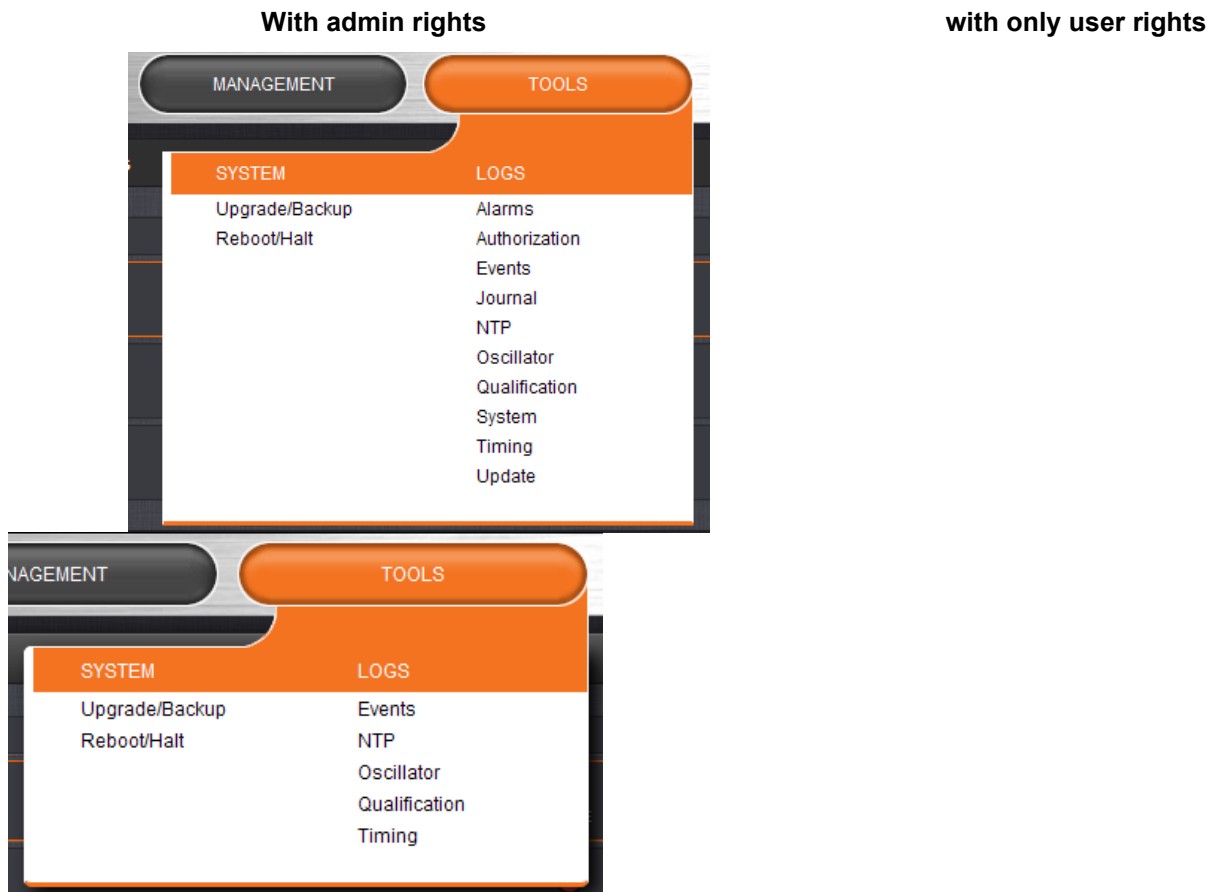 With admin rights with only user rights
MANAGEMENT TOOLS
SYSTEM LOGS
Upgrade/Backup Alarms
Reboot/Halt Authorization
Events
Journal
NTP
Oscillator
Qualification
System
Timing
Update
NAGEMENT TOOLS
SYSTEM LOGS
Upgrade/Backup Events
Reboot/Halt NTP
Oscillator
Qualification
Timing